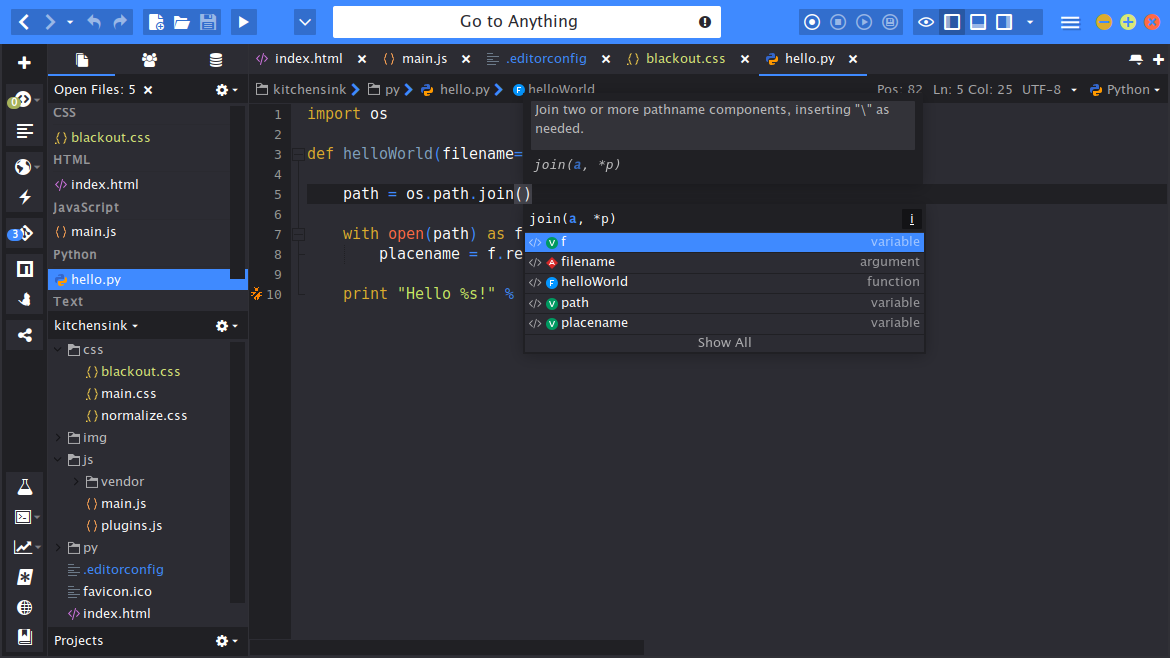 Go to Anything
index.html
main.js
.editorconfig
blackout.css
hello.py
Open Files: 5
kitchensink
py
hello.py
helloWorld
Pos: 82
Ln: 5 Col: 25
UTF-8
Python
CSS
blackout.css
HTML
index.html
JavaScript
main.js
Python
hello.py
Text
kitchensink
css
blackout.css
main.css
normalize.css
img
js
vendor
main.js
plugins.js
py
.editorconfig
favicon.ico
index.html
Projects
0
3
1 import os
2
3 def helloWorld(filename=
4
5 path = os.path.join()
6
7 with open(path) as f
8 placename = f.re
9
10 print "Hello %s!" %
Join two or more pathname components, inserting "\" as
needed.
join(a, *p)
join(a, *p)
i
f variable
filename argument
helloWorld function
path variable
placename variable
Show All